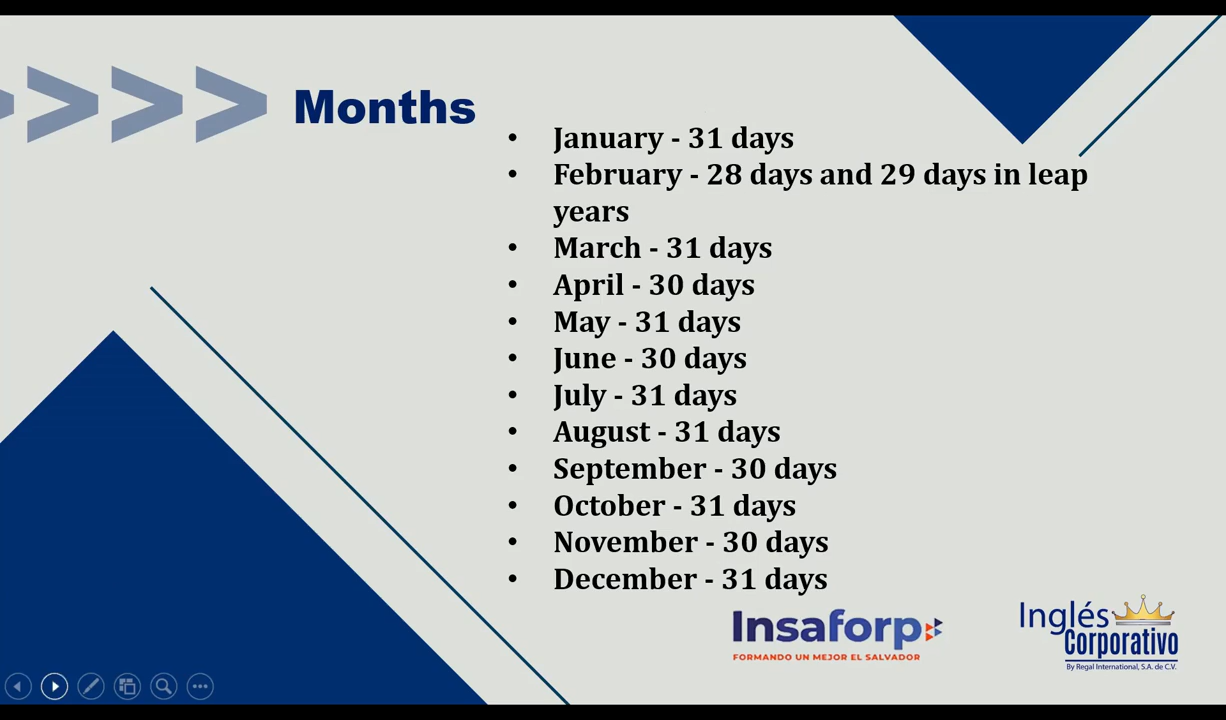 Months
• January - 31 days
• February - 28 days and 29 days in leap
years
• March - 31 days
• April - 30 days
• May - 31 days
• June - 30 days
• July - 31 days
• August - 31 days
• September - 30 days
• October - 31 days
• November - 30 days
• December - 31 days
Insaforp
FORMANDO UN MEJOR EL SALVADOR
Inglés
Corporativo
By Regal International, S.A. de C.V.